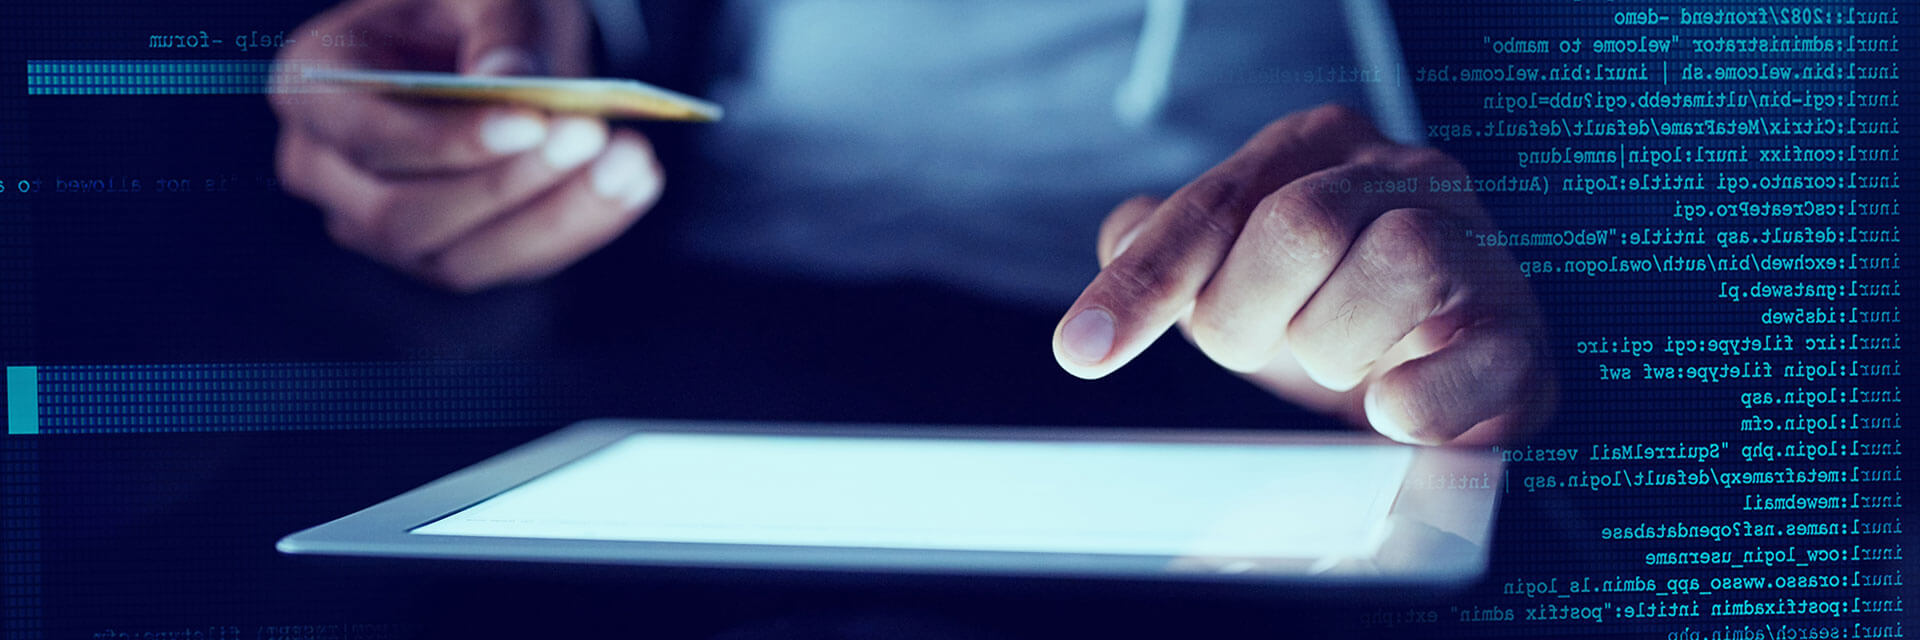 inurl::2082/frontend -demo
line" -help -forum
inurl:administrator "welcome to mambo"
inurl:bin.welcome.sh | inurl:bin.welcome.bat | intitle:eHealth
inurl:cgi-bin/ultimatebb.cgi?ubb=login
inurl:Citrix/MetaFrame/default/default.aspx
inurl:confixx inurl:login|anmeldung
"is not allowed to
inurl:coranto.cgi intitle:Login (Authorized Users Only
inurl:csCreatePro.cgi
inurl:default.asp intitle:"WebCommander"
inurl:exchweb/bin/auth/owalogon.asp
inurl:gnatsweb.pl
inurl:ids5web
inurl:irc filetype:cgi cgi:irc
inurl:login filetype:swf swf
inurl:login.asp
inurl:login.cfm
inurl:login.php "SquirrelMail version"
inurl:metaframexp/default/login.asp | intitle:
inurl:mewebmail
inurl:names.nsf?opendatabase
inurl:ocw_login_username
inurl:orasso.wwsso_app_admin.ls_login
inurl:postfixadmin intitle:"postfix admin" ext:php
inurl:search/admin.php
filetype:cfm